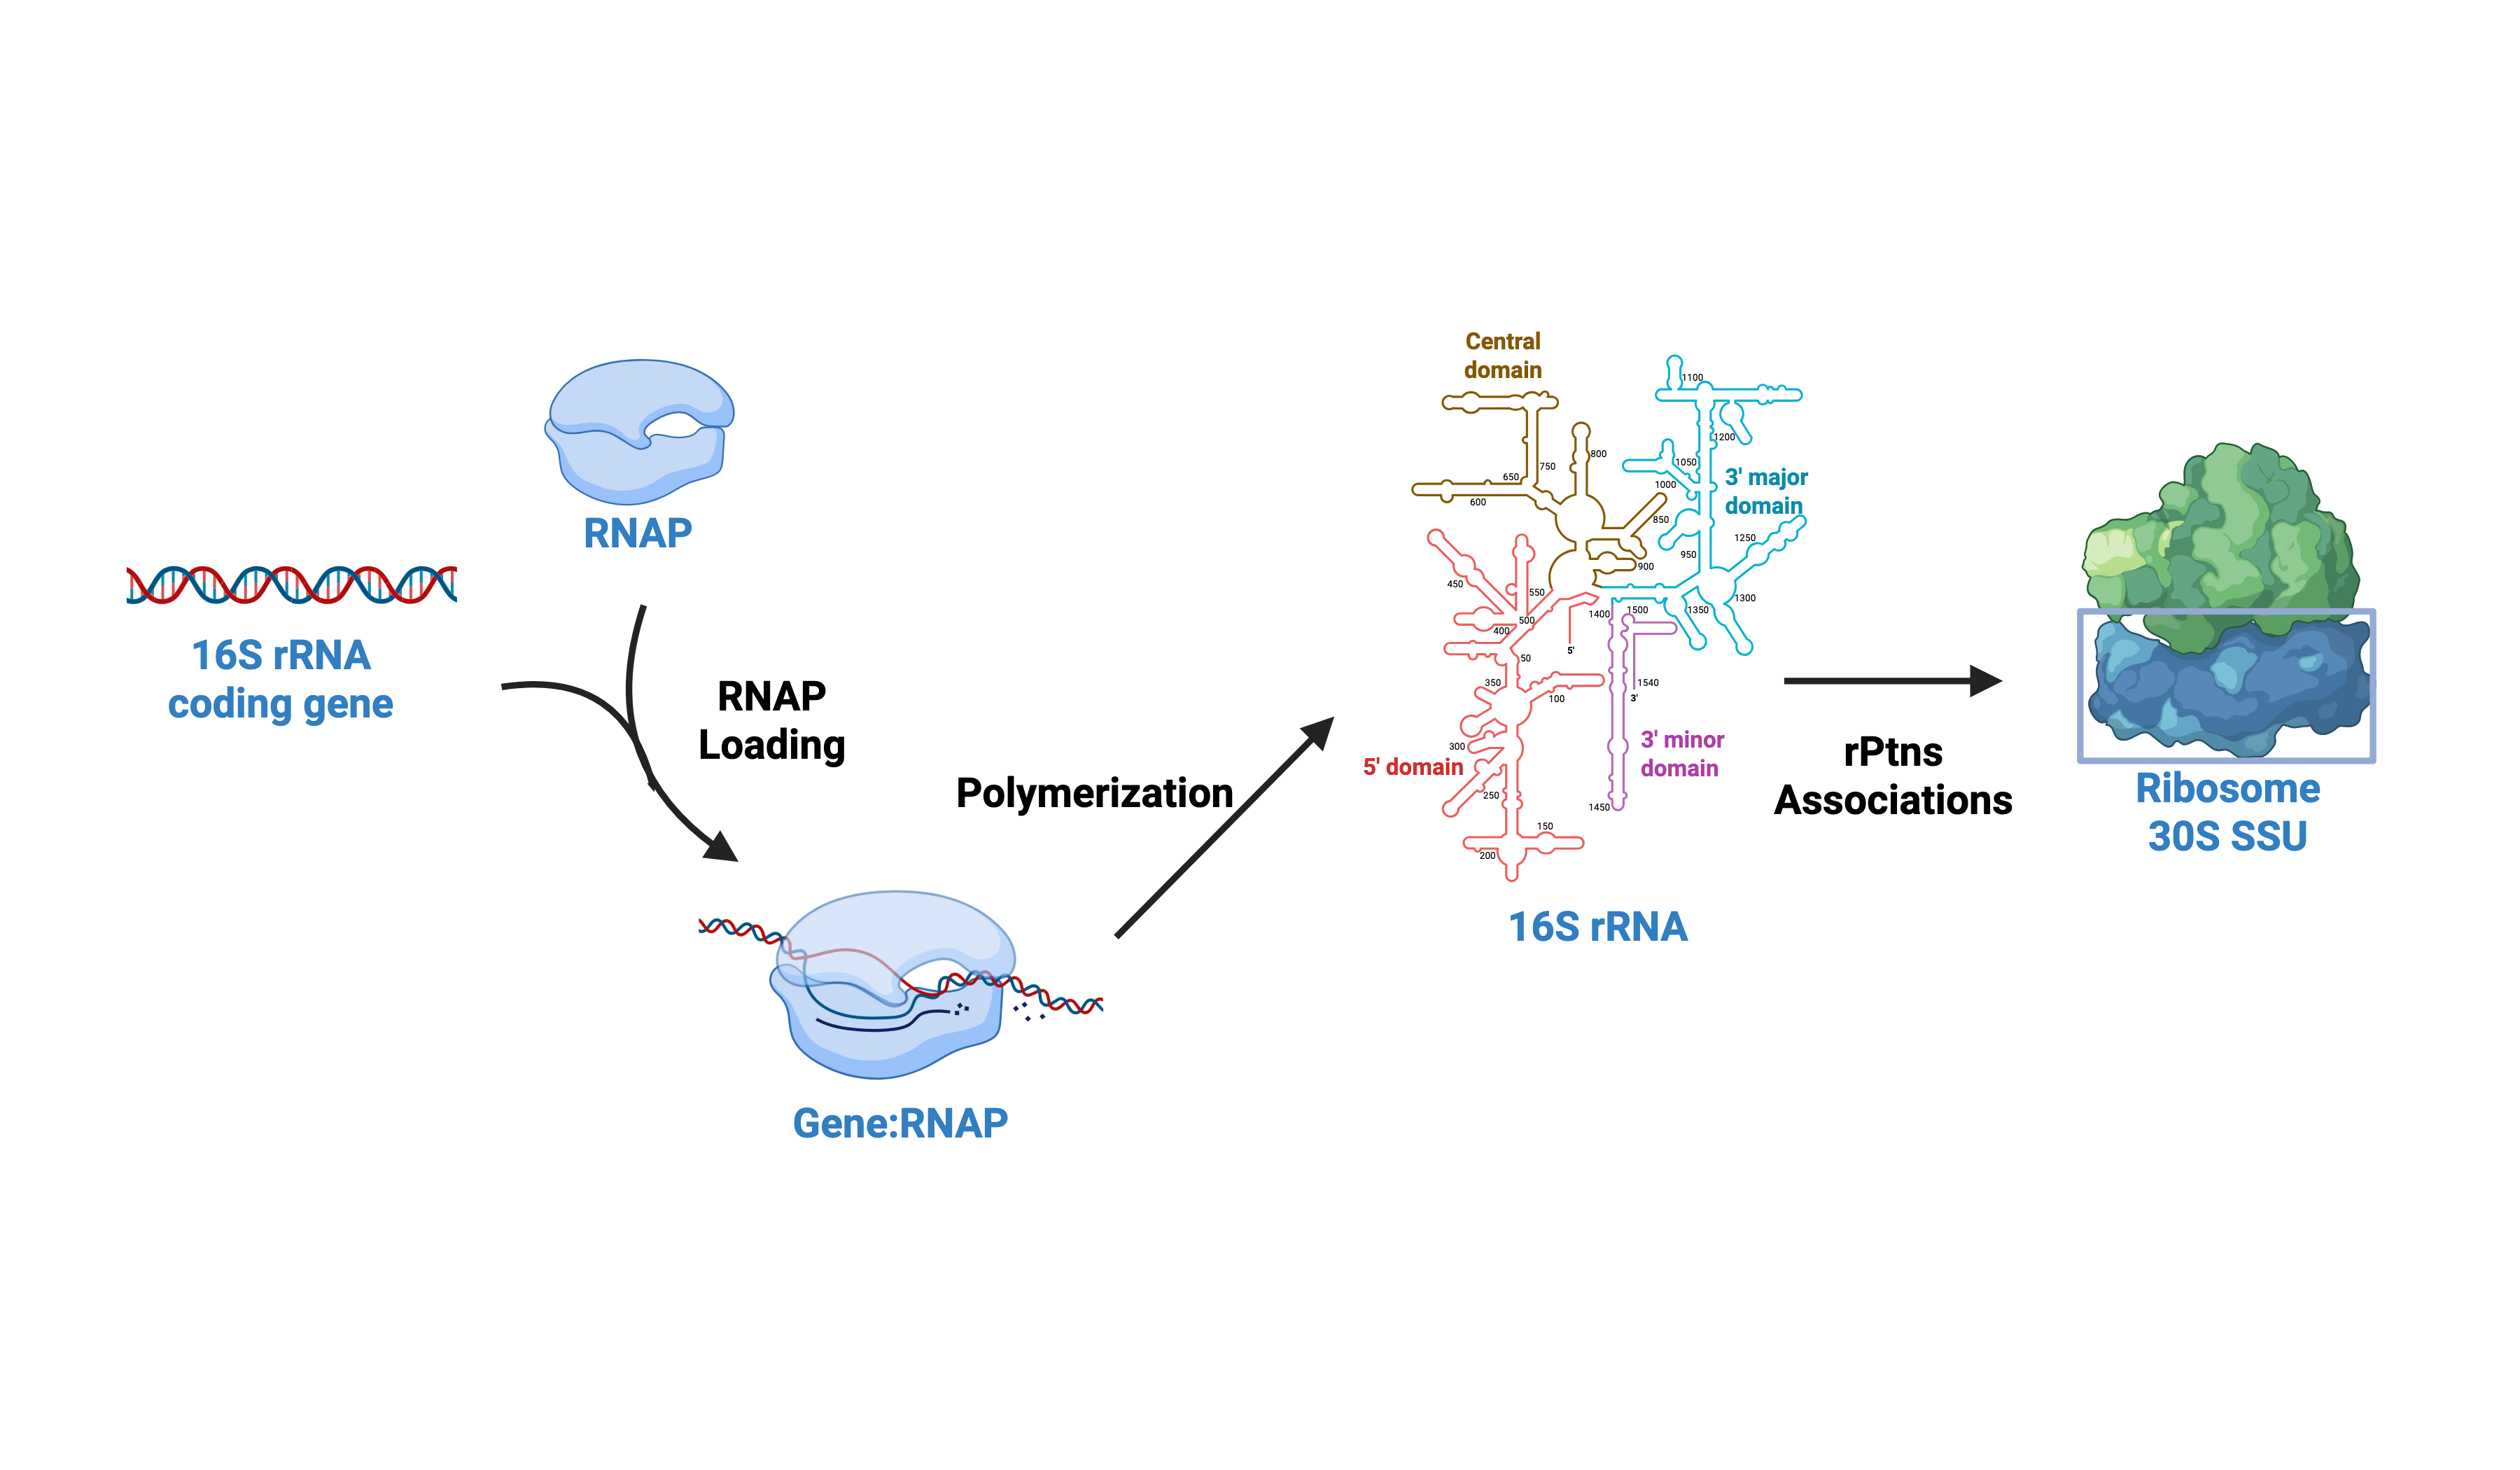 RNAP
16S rRNA
coding gene
RNAP
Loading
Gene:RNAP
Polymerization
Central
domain
1100
1200
750
800
650
600
1050
1000
3' major
domain
850
950
1250
900
450
550
500
400
1400
1500
1350
1300
5'
50
350
100
1540
3'
300
5' domain
3' minor
domain
250
1450
150
200
16S rRNA
rPtns
Associations
Ribosome
30S SSU